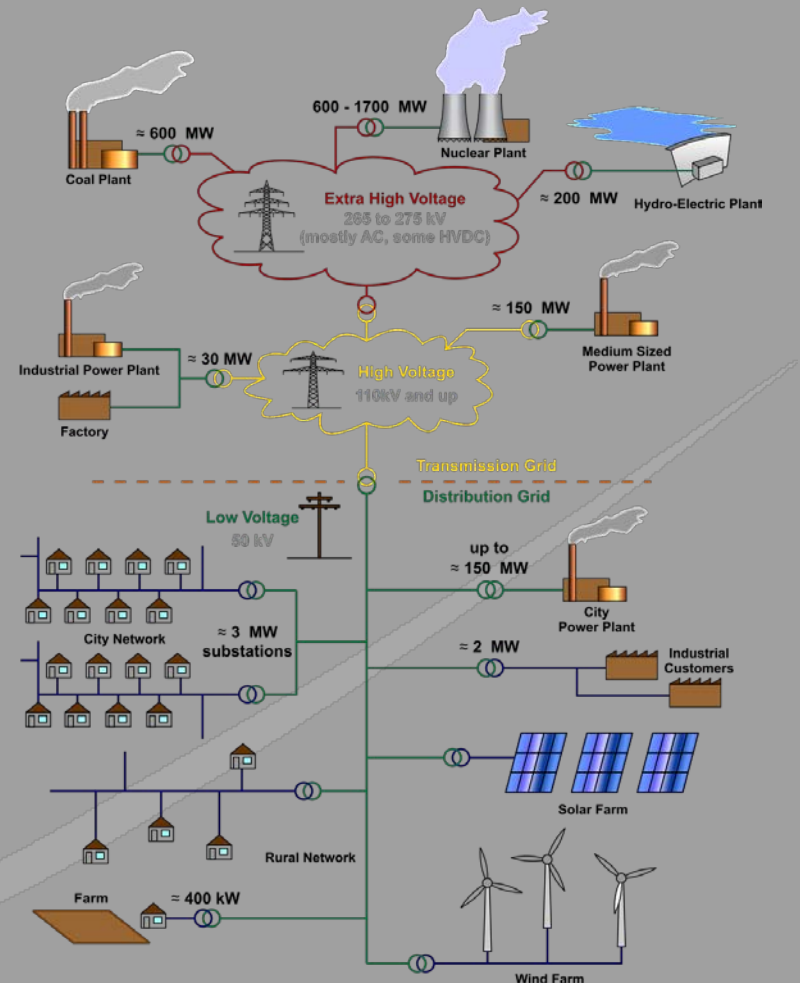 600 - 1700 MW
≈ 600 MW
Coal Plant
Nuclear Plant
Extra High Voltage
265 to 275 kV
(mostly AC, some HVDC)
≈ 200 MW
Hydro-Electric Plant
≈ 150 MW
Medium Sized
Power Plant
Industrial Power Plant
≈ 30 MW
Factory
High Voltage
110kV and up
Transmission Grid
Distribution Grid
Low Voltage
50 kV
up to
≈ 150 MW
City
Power Plant
City Network
≈ 3 MW
substations
≈ 2 MW
Industrial
Customers
Solar Farm
Rural Network
Farm
≈ 400 kW
Wind Farm